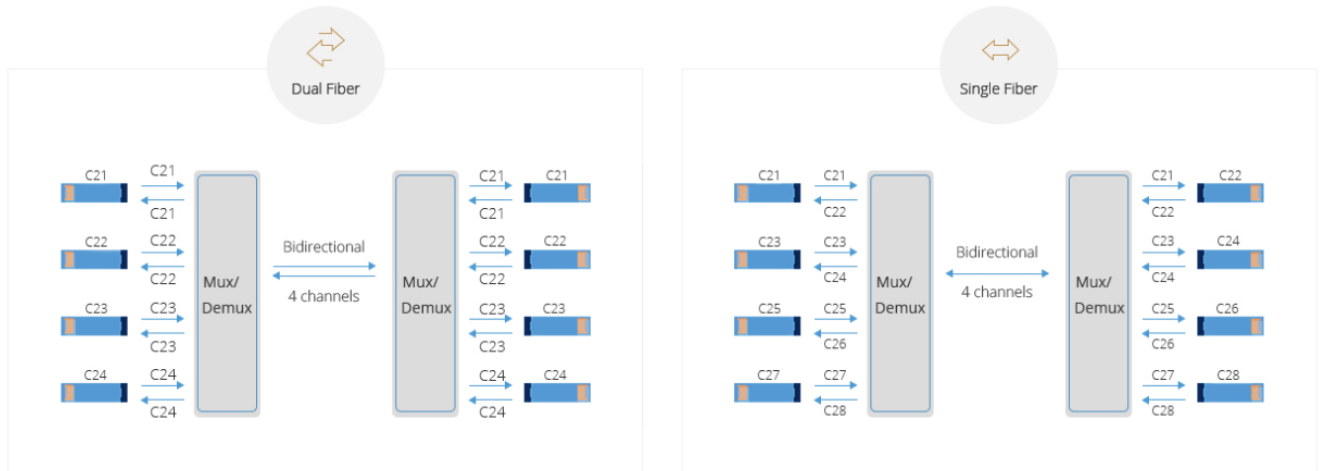 Dual Fiber
C21
C21
C21
C22
C22
C22
C23
C23
C23
C24
C24
C24
Mux/
Demux
Bidirectional
4 channels
Mux/
Demux
C21
C21
C21
C22
C22
C22
C23
C23
C23
C24
C24
C24
Single Fiber
C21
C21
C22
C23
C23
C24
C25
C25
C26
C27
C27
C28
Mux/
Demux
Bidirectional
4 channels
Mux/
Demux
C21
C22
C22
C23
C24
C24
C25
C26
C26
C27
C28
C28